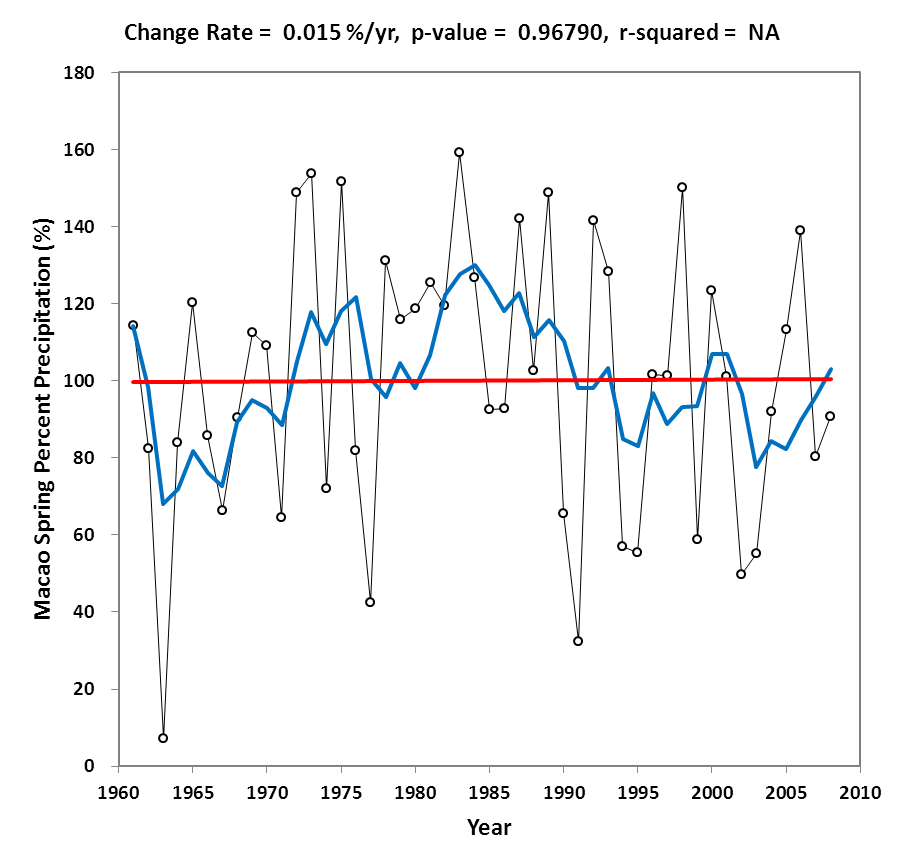 Change Rate = 0.015 %/yr, p-value = 0.96790, r-squared = NA
Macao Spring Percent Precipitation (%)
180
160
140
120
100
80
60
40
20
0
1960 1965 1970 1975 1980 1985 1990 1995 2000 2005 2010
Year